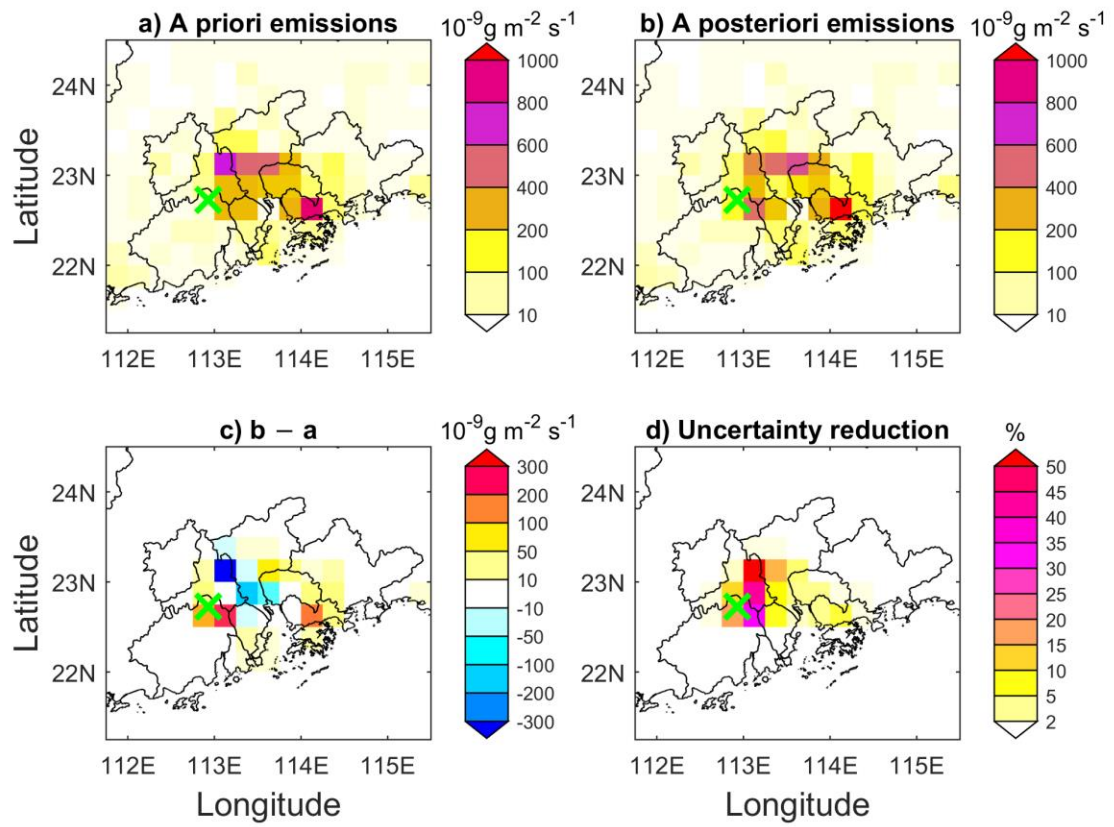 a) A priori emissions
10⁻⁹g m⁻² s⁻¹
24N
23N
22N
Latitude
112E 113E 114E 115E
1000
800
600
400
200
100
10
b) A posteriori emissions
10⁻⁹g m⁻² s⁻¹
24N
23N
22N
112E 113E 114E 115E
1000
800
600
400
200
100
10
c) b − a
10⁻⁹g m⁻² s⁻¹
24N
23N
22N
Latitude
112E 113E 114E 115E
Longitude
300
200
100
50
10
-10
-50
-100
-200
-300
d) Uncertainty reduction
%
24N
23N
22N
112E 113E 114E 115E
Longitude
50
45
40
35
30
25
20
15
10
5
2